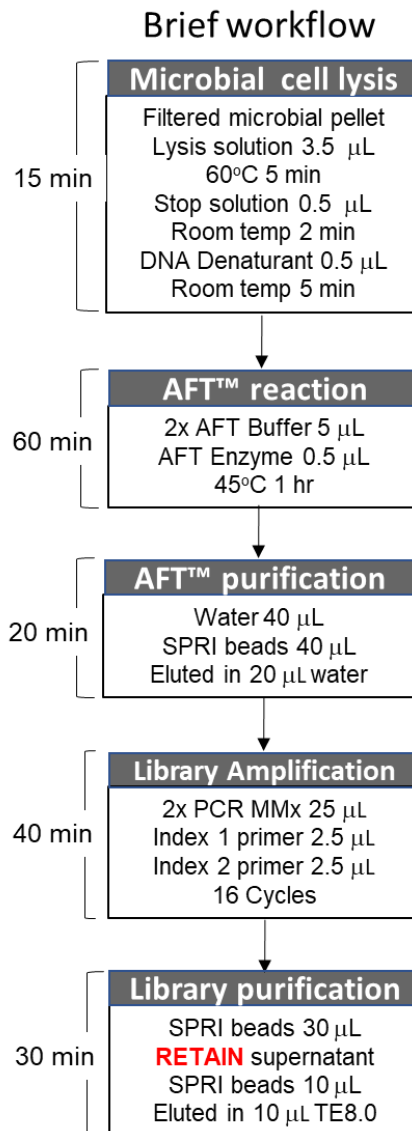 Brief workflow
Microbial cell lysis
Filtered microbial pellet
Lysis solution 3.5 μL
60°C 5 min
Stop solution 0.5 μL
Room temp 2 min
DNA Denaturant 0.5 μL
Room temp 5 min
15 min
AFT™ reaction
2x AFT Buffer 5 μL
AFT Enzyme 0.5 μL
45°C 1 hr
60 min
AFT™ purification
Water 40 μL
SPRI beads 40 μL
Eluted in 20 μL water
20 min
Library Amplification
2x PCR MMx 25 μL
Index 1 primer 2.5 μL
Index 2 primer 2.5 μL
16 Cycles
40 min
Library purification
SPRI beads 30 μL
RETAIN supernatant
SPRI beads 10 μL
Eluted in 10 μL TE8.0
30 min